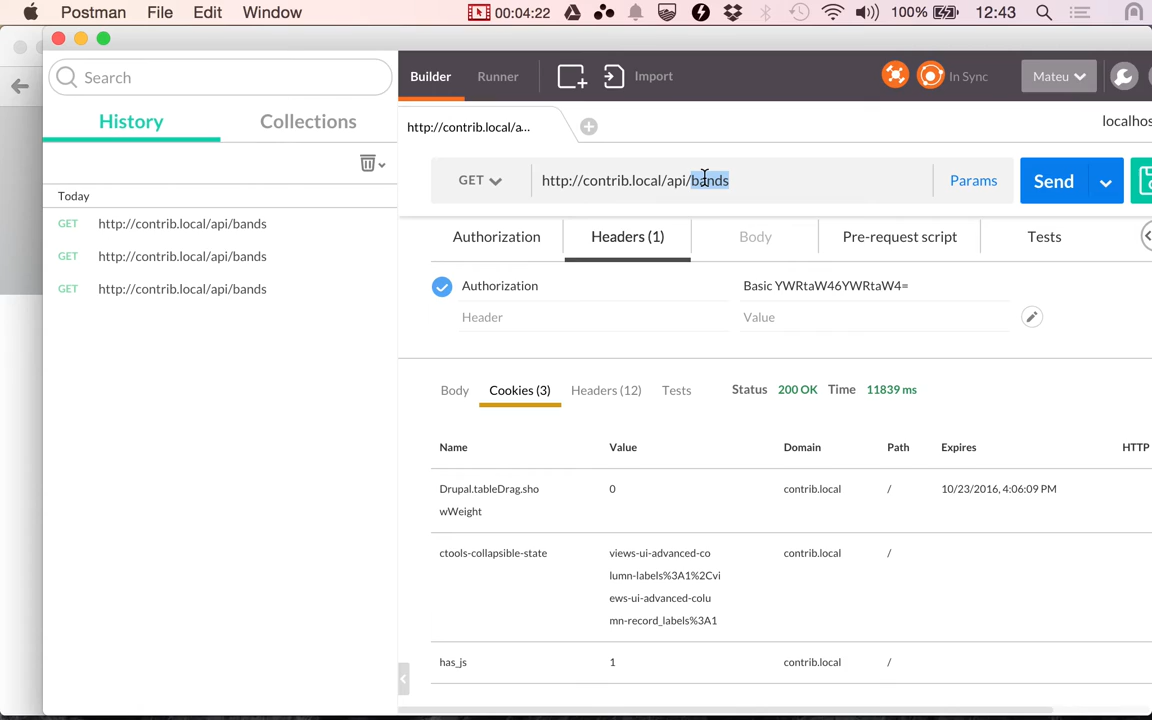 Postman File Edit Window 00:04:22 100% 12:43
Search
Builder Runner Import In Sync Mateu
History Collections
http://contrib.local/a... localhos
GET http://contrib.local/api/bands Params Send
Today
GET http://contrib.local/api/bands
GET http://contrib.local/api/bands
GET http://contrib.local/api/bands
Authorization Headers (1) Body Pre-request script Tests
Authorization Basic YWRtaW46YWRtaW4=
Header Value
Body Cookies (3) Headers (12) Tests Status 200 OK Time 11839 ms
Name Value Domain Path Expires HTTP
Drupal.tableDrag.sho 0 contrib.local / 10/23/2016, 4:06:09 PM
wWeight
ctools-collapsible-state views-ui-advanced-co contrib.local /
lumn-labels%3A1%2Cvi
ews-ui-advanced-colu
mn-record_labels%3A1
has_js 1 contrib.local /